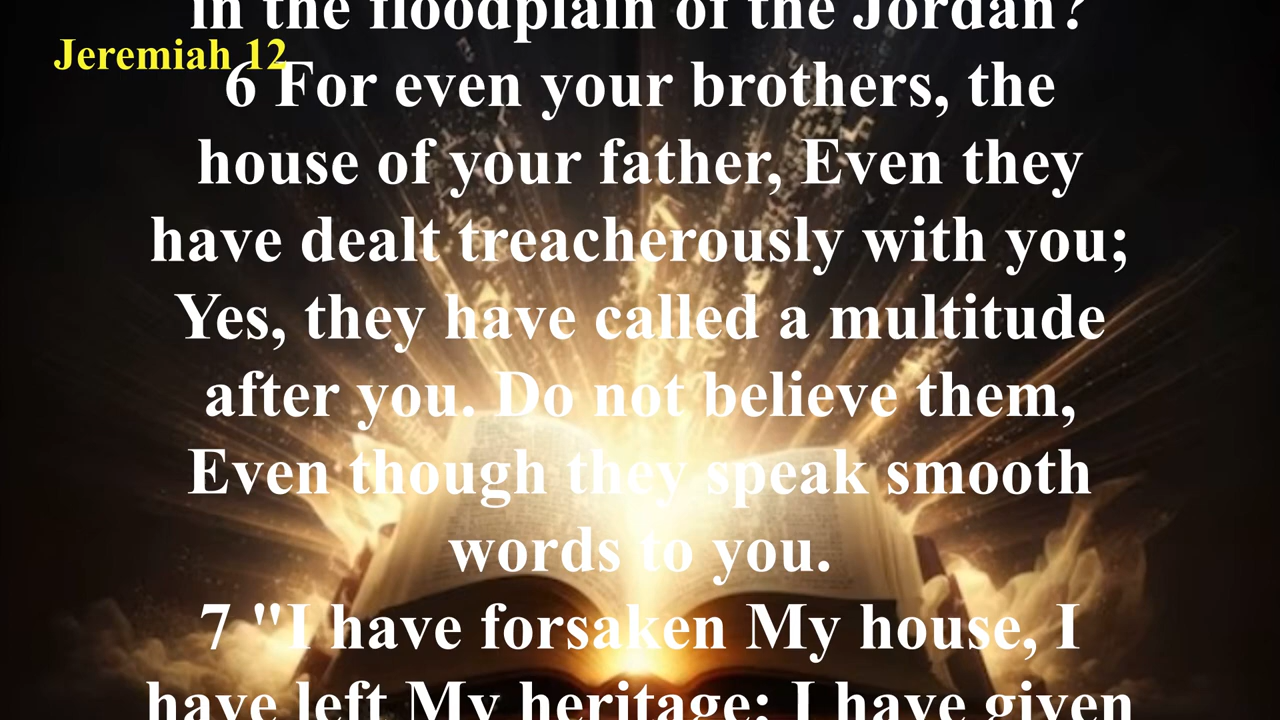 in the floodplain of the Jordan?
Jeremiah 12
6 For even your brothers, the
house of your father, Even they
have dealt treacherously with you;
Yes, they have called a multitude
after you. Do not believe them,
Even though they speak smooth
words to you.
7 "I have forsaken My house, I
have left My heritage; I have given